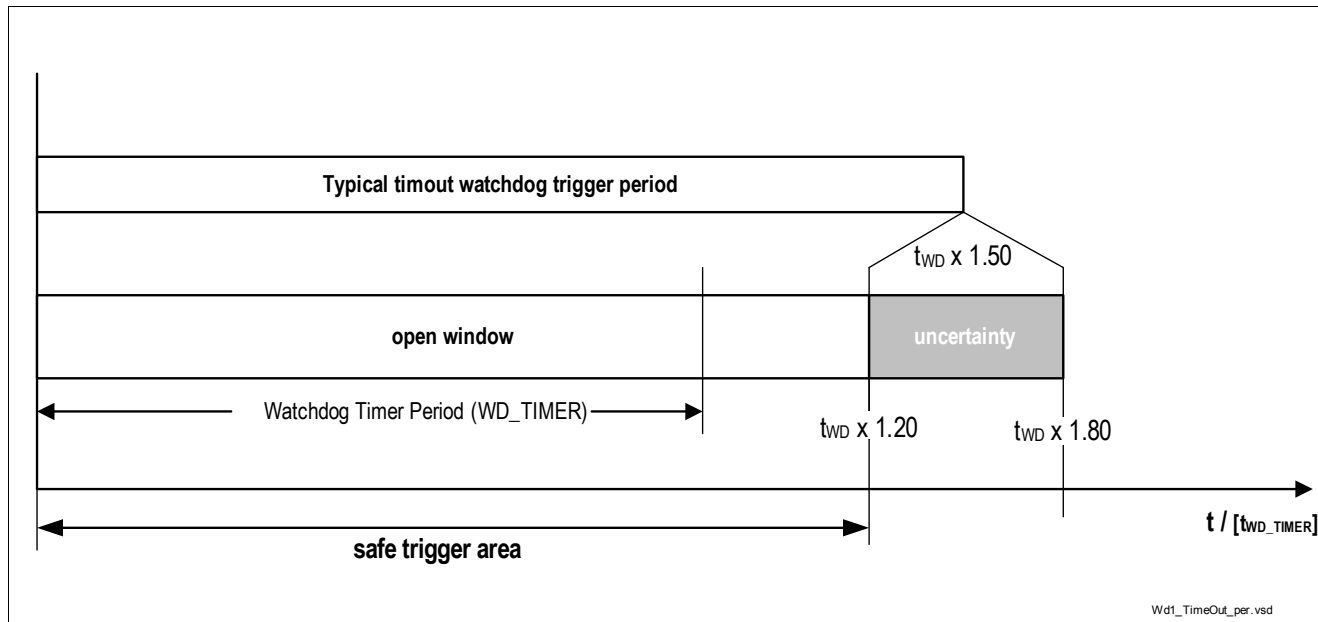 Typical timout watchdog trigger period
tWD x 1.50
open window
uncertainty
Watchdog Timer Period (WD_TIMER)
tWD x 1.20
tWD x 1.80
t / [tWD_TIMER]
safe trigger area
Wd1_TimeOut_per.vsd